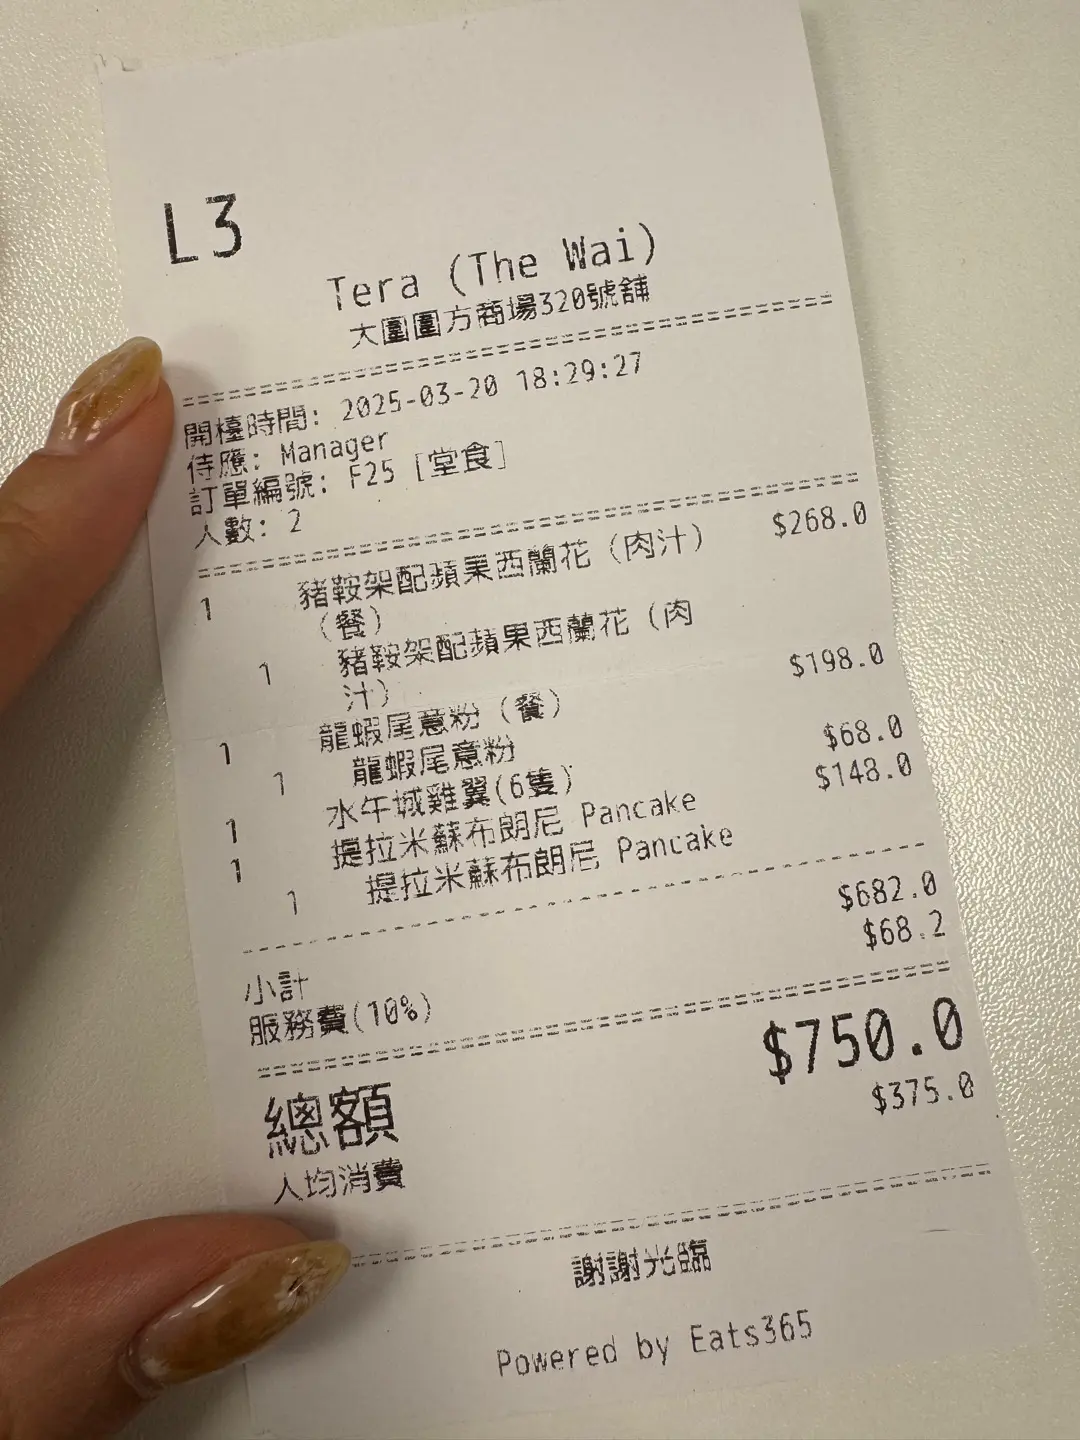 L3
Tera (The Wai)
大圍圍方商場320號舖
開檯時間: 2025-03-20 18:29:27
侍應: Manager
訂單編號: F25 [堂食]
人數: 2
1 豬鞍架配蘋果西蘭花 (肉汁) $268.0
(餐)
1 豬鞍架配蘋果西蘭花 (肉
汁)
1 龍蝦尾意粉 (餐) $198.0
1 龍蝦尾意粉
1 水牛城雞翼(6隻) $68.0
1 提拉米蘇布朗尼 Pancake $148.0
1 提拉米蘇布朗尼 Pancake
小計 $682.0
服務費(10%) $68.2
總額 $750.0
人均消費 $375.0
謝謝光臨
Powered by Eats365